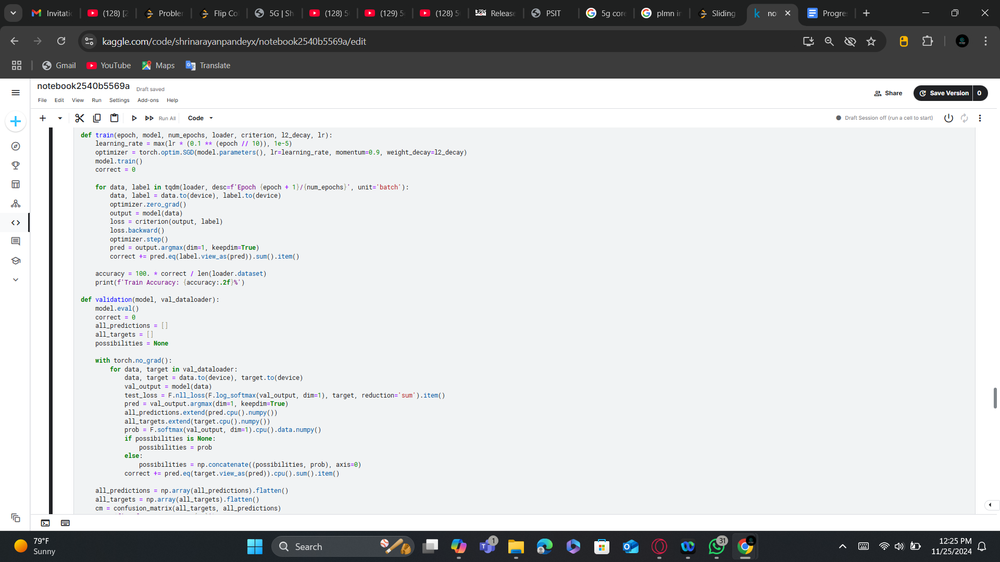 Invitati
(128) [2
Probler
Flip Co
5G | Sh
(128) 5
(129) 5
(128) 5
Release
PSIT
5g core
plmn in
Sliding
no
Progre
kaggle.com/code/shrinarayanpandeyx/notebook2540b5569a/edit
Gmail
YouTube
Maps
Translate
notebook2540b5569a
Draft saved
File Edit View Run Settings Add-ons Help
Share
Save Version 0
Run All
Code
Draft Session off (run a cell to start)
def train(epoch, model, num_epochs, loader, criterion, l2_decay, lr):
    learning_rate = max(lr * (0.1 ** (epoch // 10)), 1e-5)
    optimizer = torch.optim.SGD(model.parameters(), lr=learning_rate, momentum=0.9, weight_decay=l2_decay)
    model.train()
    correct = 0
    for data, label in tqdm(loader, desc=f'Epoch {epoch + 1}/{num_epochs}', unit='batch'):
        data, label = data.to(device), label.to(device)
        optimizer.zero_grad()
        output = model(data)
        loss = criterion(output, label)
        loss.backward()
        optimizer.step()
        pred = output.argmax(dim=1, keepdim=True)
        correct += pred.eq(label.view_as(pred)).sum().item()
    accuracy = 100. * correct / len(loader.dataset)
    print(f'Train Accuracy: {accuracy:.2f}%')
def validation(model, val_dataloader):
    model.eval()
    correct = 0
    all_predictions = []
    all_targets = []
    possibilities = None
    with torch.no_grad():
        for data, target in val_dataloader:
            data, target = data.to(device), target.to(device)
            val_output = model(data)
            test_loss = F.nll_loss(F.log_softmax(val_output, dim=1), target, reduction='sum').item()
            pred = val_output.argmax(dim=1, keepdim=True)
            all_predictions.extend(pred.cpu().numpy())
            all_targets.extend(target.cpu().numpy())
            prob = F.softmax(val_output, dim=1).cpu().data.numpy()
            if possibilities is None:
                possibilities = prob
            else:
                possibilities = np.concatenate((possibilities, prob), axis=0)
            correct += pred.eq(target.view_as(pred)).cpu().sum().item()
    all_predictions = np.array(all_predictions).flatten()
    all_targets = np.array(all_targets).flatten()
    cm = confusion_matrix(all_targets, all_predictions)
79°F
Sunny
Search
1
31
12:25 PM
11/25/2024